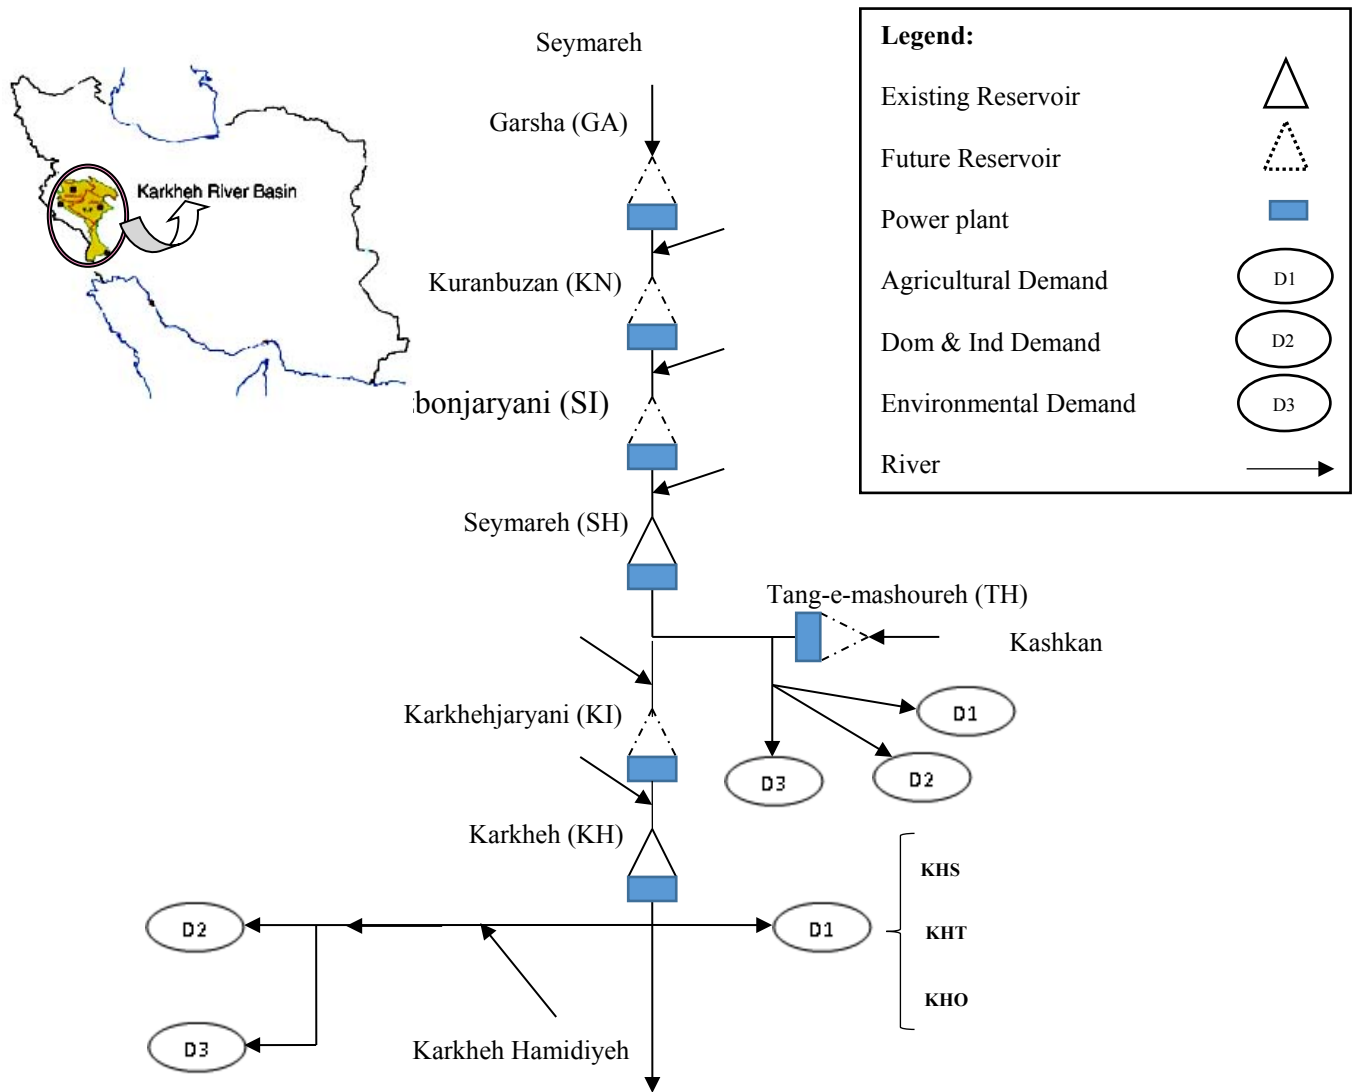 Seymareh
Garsha (GA)
Karkheh River Basin
Kuranbuzan (KN)
bonjaryani (SI)
Seymareh (SH)
Tang-e-mashoureh (TH)
Kashkan
Karkhehjaryani (KI)
D1
D2
D3
Karkheh (KH)
KHS
D2
D1
KHT
KHO
D3
Karkheh Hamidiyeh
Legend:
Existing Reservoir
Future Reservoir
Power plant
Agricultural Demand
D1
Dom & Ind Demand
D2
Environmental Demand
D3
River